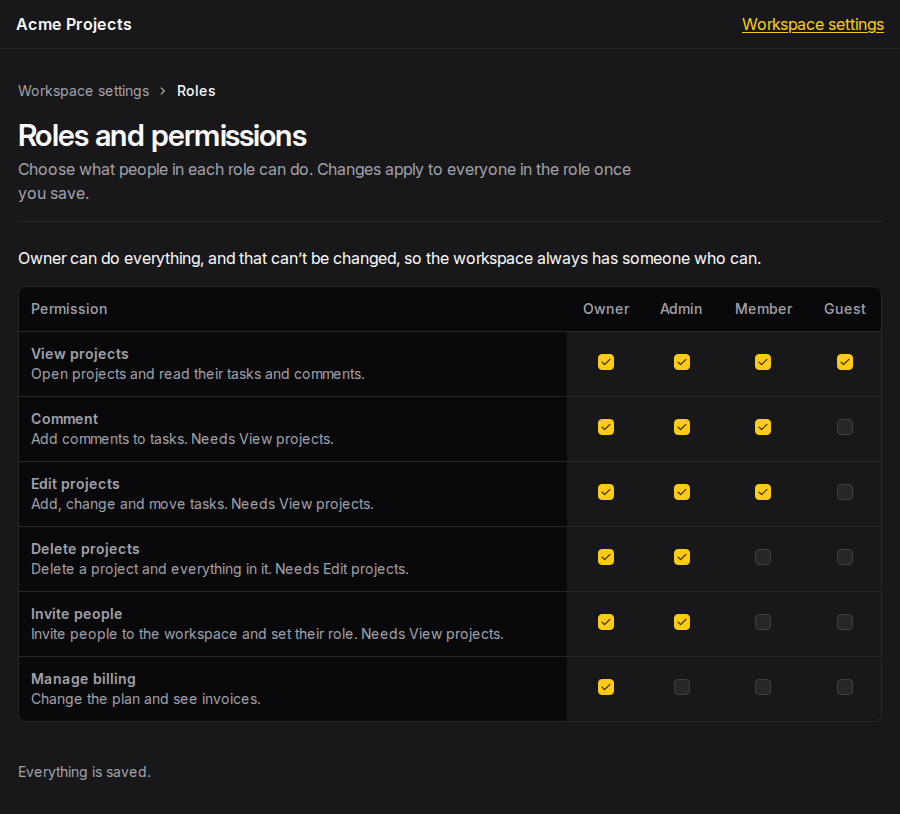 Acme Projects
Workspace settings
Workspace settings > Roles
Roles and permissions
Choose what people in each role can do. Changes apply to everyone in the role once
you save.
Owner can do everything, and that can’t be changed, so the workspace always has someone who can.
Permission Owner Admin Member Guest
View projects
Open projects and read their tasks and comments.
Comment
Add comments to tasks. Needs View projects.
Edit projects
Add, change and move tasks. Needs View projects.
Delete projects
Delete a project and everything in it. Needs Edit projects.
Invite people
Invite people to the workspace and set their role. Needs View projects.
Manage billing
Change the plan and see invoices.
Everything is saved.